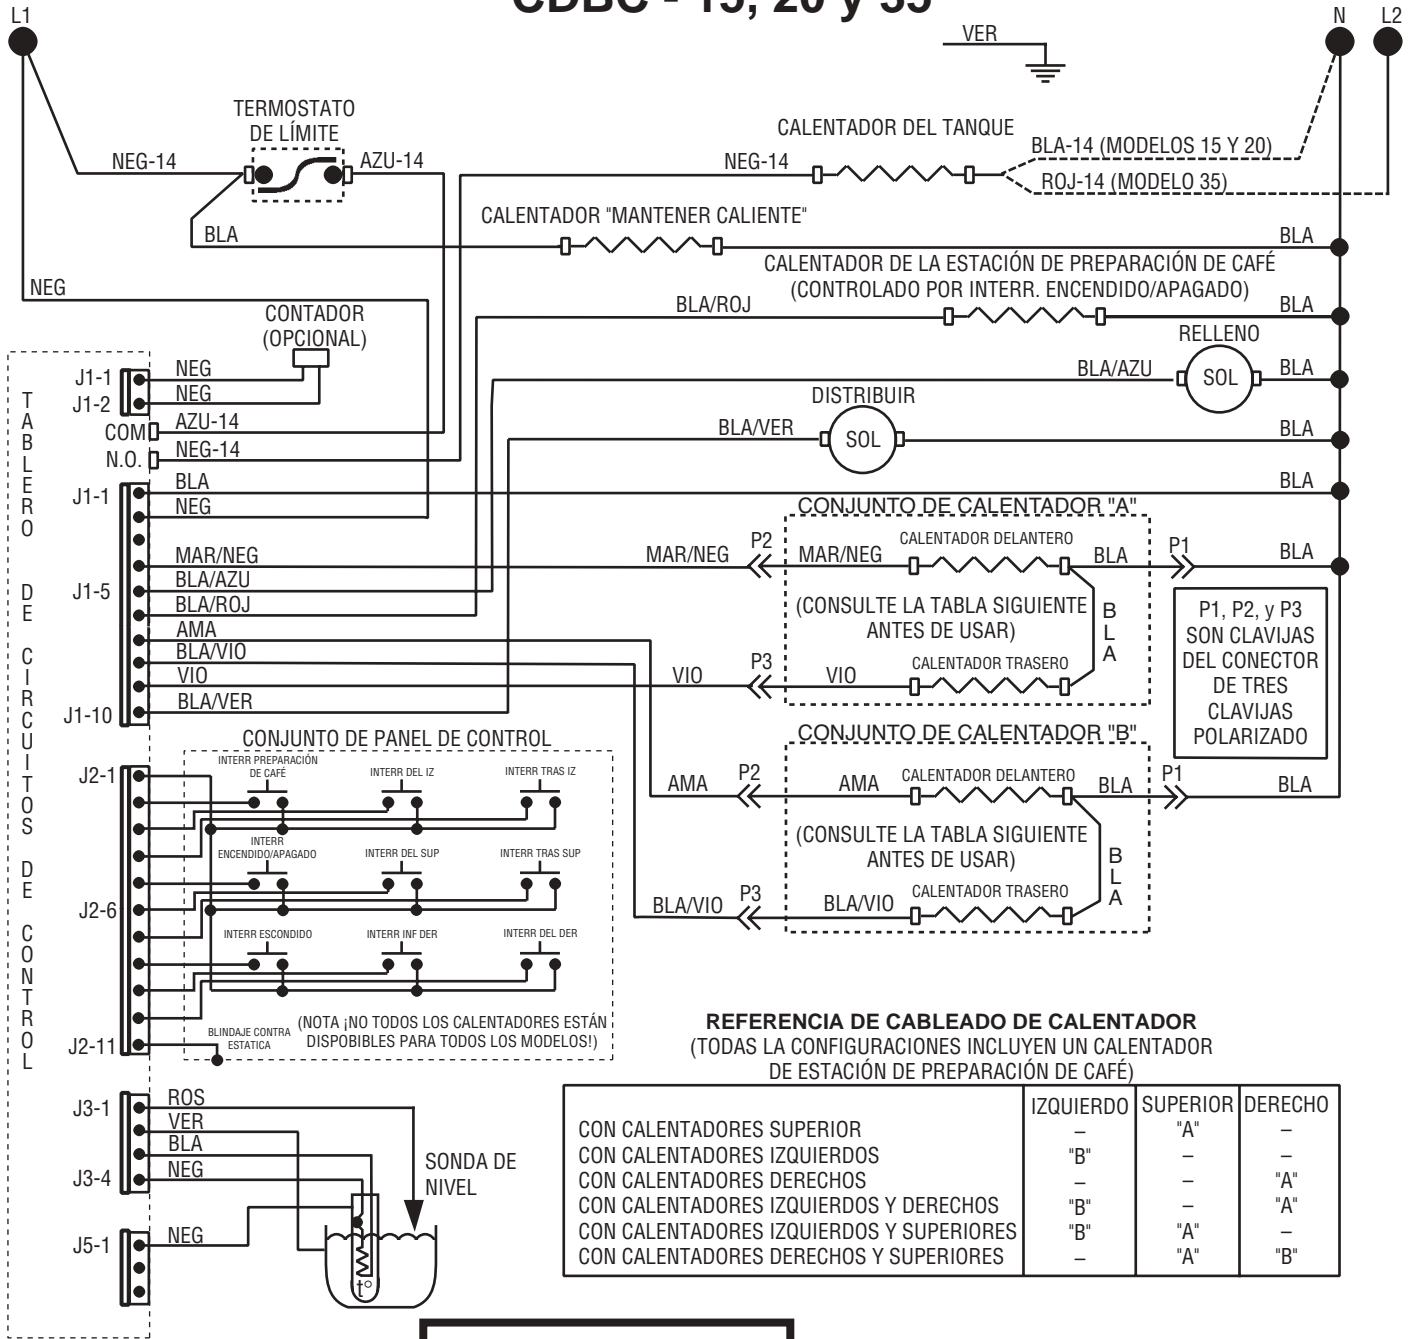 CDBC - 15, 20 y 35
L1
N
L2
VER
TERMOSTATO
DE LÍMITE
NEG-14
AZU-14
CALENTADOR DEL TANQUE
NEG-14
BLA-14 (MODELOS 15 Y 20)
ROJ-14 (MODELO 35)
CALENTADOR "MANTENER CALIENTE"
BLA
BLA
CALENTADOR DE LA ESTACIÓN DE PREPARACIÓN DE CAFÉ
(CONTROLADO POR INTERR. ENCENDIDO/APAGADO)
NEG
BLA/ROJ
BLA
CONTADOR
(OPCIONAL)
RELLENO
J1-1
NEG
BLA/AZU
SOL
BLA
J1-2
NEG
DISTRIBUIR
COM
AZU-14
BLA/VER
SOL
BLA
N.O.
NEG-14
TABLERO DE CIRCUITOS DE CONTROL
J1-1
BLA
BLA
NEG
CONJUNTO DE CALENTADOR "A"
MAR/NEG
MAR/NEG
P2
MAR/NEG
CALENTADOR DELANTERO
BLA
P1
BLA
J1-5
BLA/AZU
BLA/ROJ
(CONSULTE LA TABLA SIGUIENTE
ANTES DE USAR)
BLA
AMA
BLA/VIO
VIO
VIO
P3
VIO
CALENTADOR TRASERO
J1-10
BLA/VER
P1, P2, y P3
SON CLAVIJAS
DEL CONECTOR
DE TRES
CLAVIJAS
POLARIZADO
CONJUNTO DE CALENTADOR "B"
AMA
P2
AMA
CALENTADOR DELANTERO
BLA
P1
BLA
(CONSULTE LA TABLA SIGUIENTE
ANTES DE USAR)
BLA
BLA/VIO
P3
BLA/VIO
CALENTADOR TRASERO
CONJUNTO DE PANEL DE CONTROL
J2-1
INTERR PREPARACIÓN
DE CAFÉ
INTERR DEL IZ
INTERR TRAS IZ
INTERR
ENCENDIDO/APAGADO
INTERR DEL SUP
INTERR TRAS SUP
J2-6
INTERR ESCONDIDO
INTERR INF DER
INTERR DEL DER
J2-11
BLINDAJE CONTRA
ESTATICA
(NOTA ¡NO TODOS LOS CALENTADORES ESTÁN
DISPOBIBLES PARA TODOS LOS MODELOS!)
J3-1
ROS
VER
BLA
J3-4
NEG
SONDA DE
NIVEL
J5-1
NEG
t°
REFERENCIA DE CABLEADO DE CALENTADOR
(TODAS LA CONFIGURACIONES INCLUYEN UN CALENTADOR
DE ESTACIÓN DE PREPARACIÓN DE CAFÉ)
IZQUIERDO SUPERIOR DERECHO
CON CALENTADORES SUPERIOR – "A" –
CON CALENTADORES IZQUIERDOS "B" – –
CON CALENTADORES DERECHOS – – "A"
CON CALENTADORES IZQUIERDOS Y DERECHOS "B" – "A"
CON CALENTADORES IZQUIERDOS Y SUPERIORES "B" "A" –
CON CALENTADORES DERECHOS Y SUPERIORES – "A" "B"